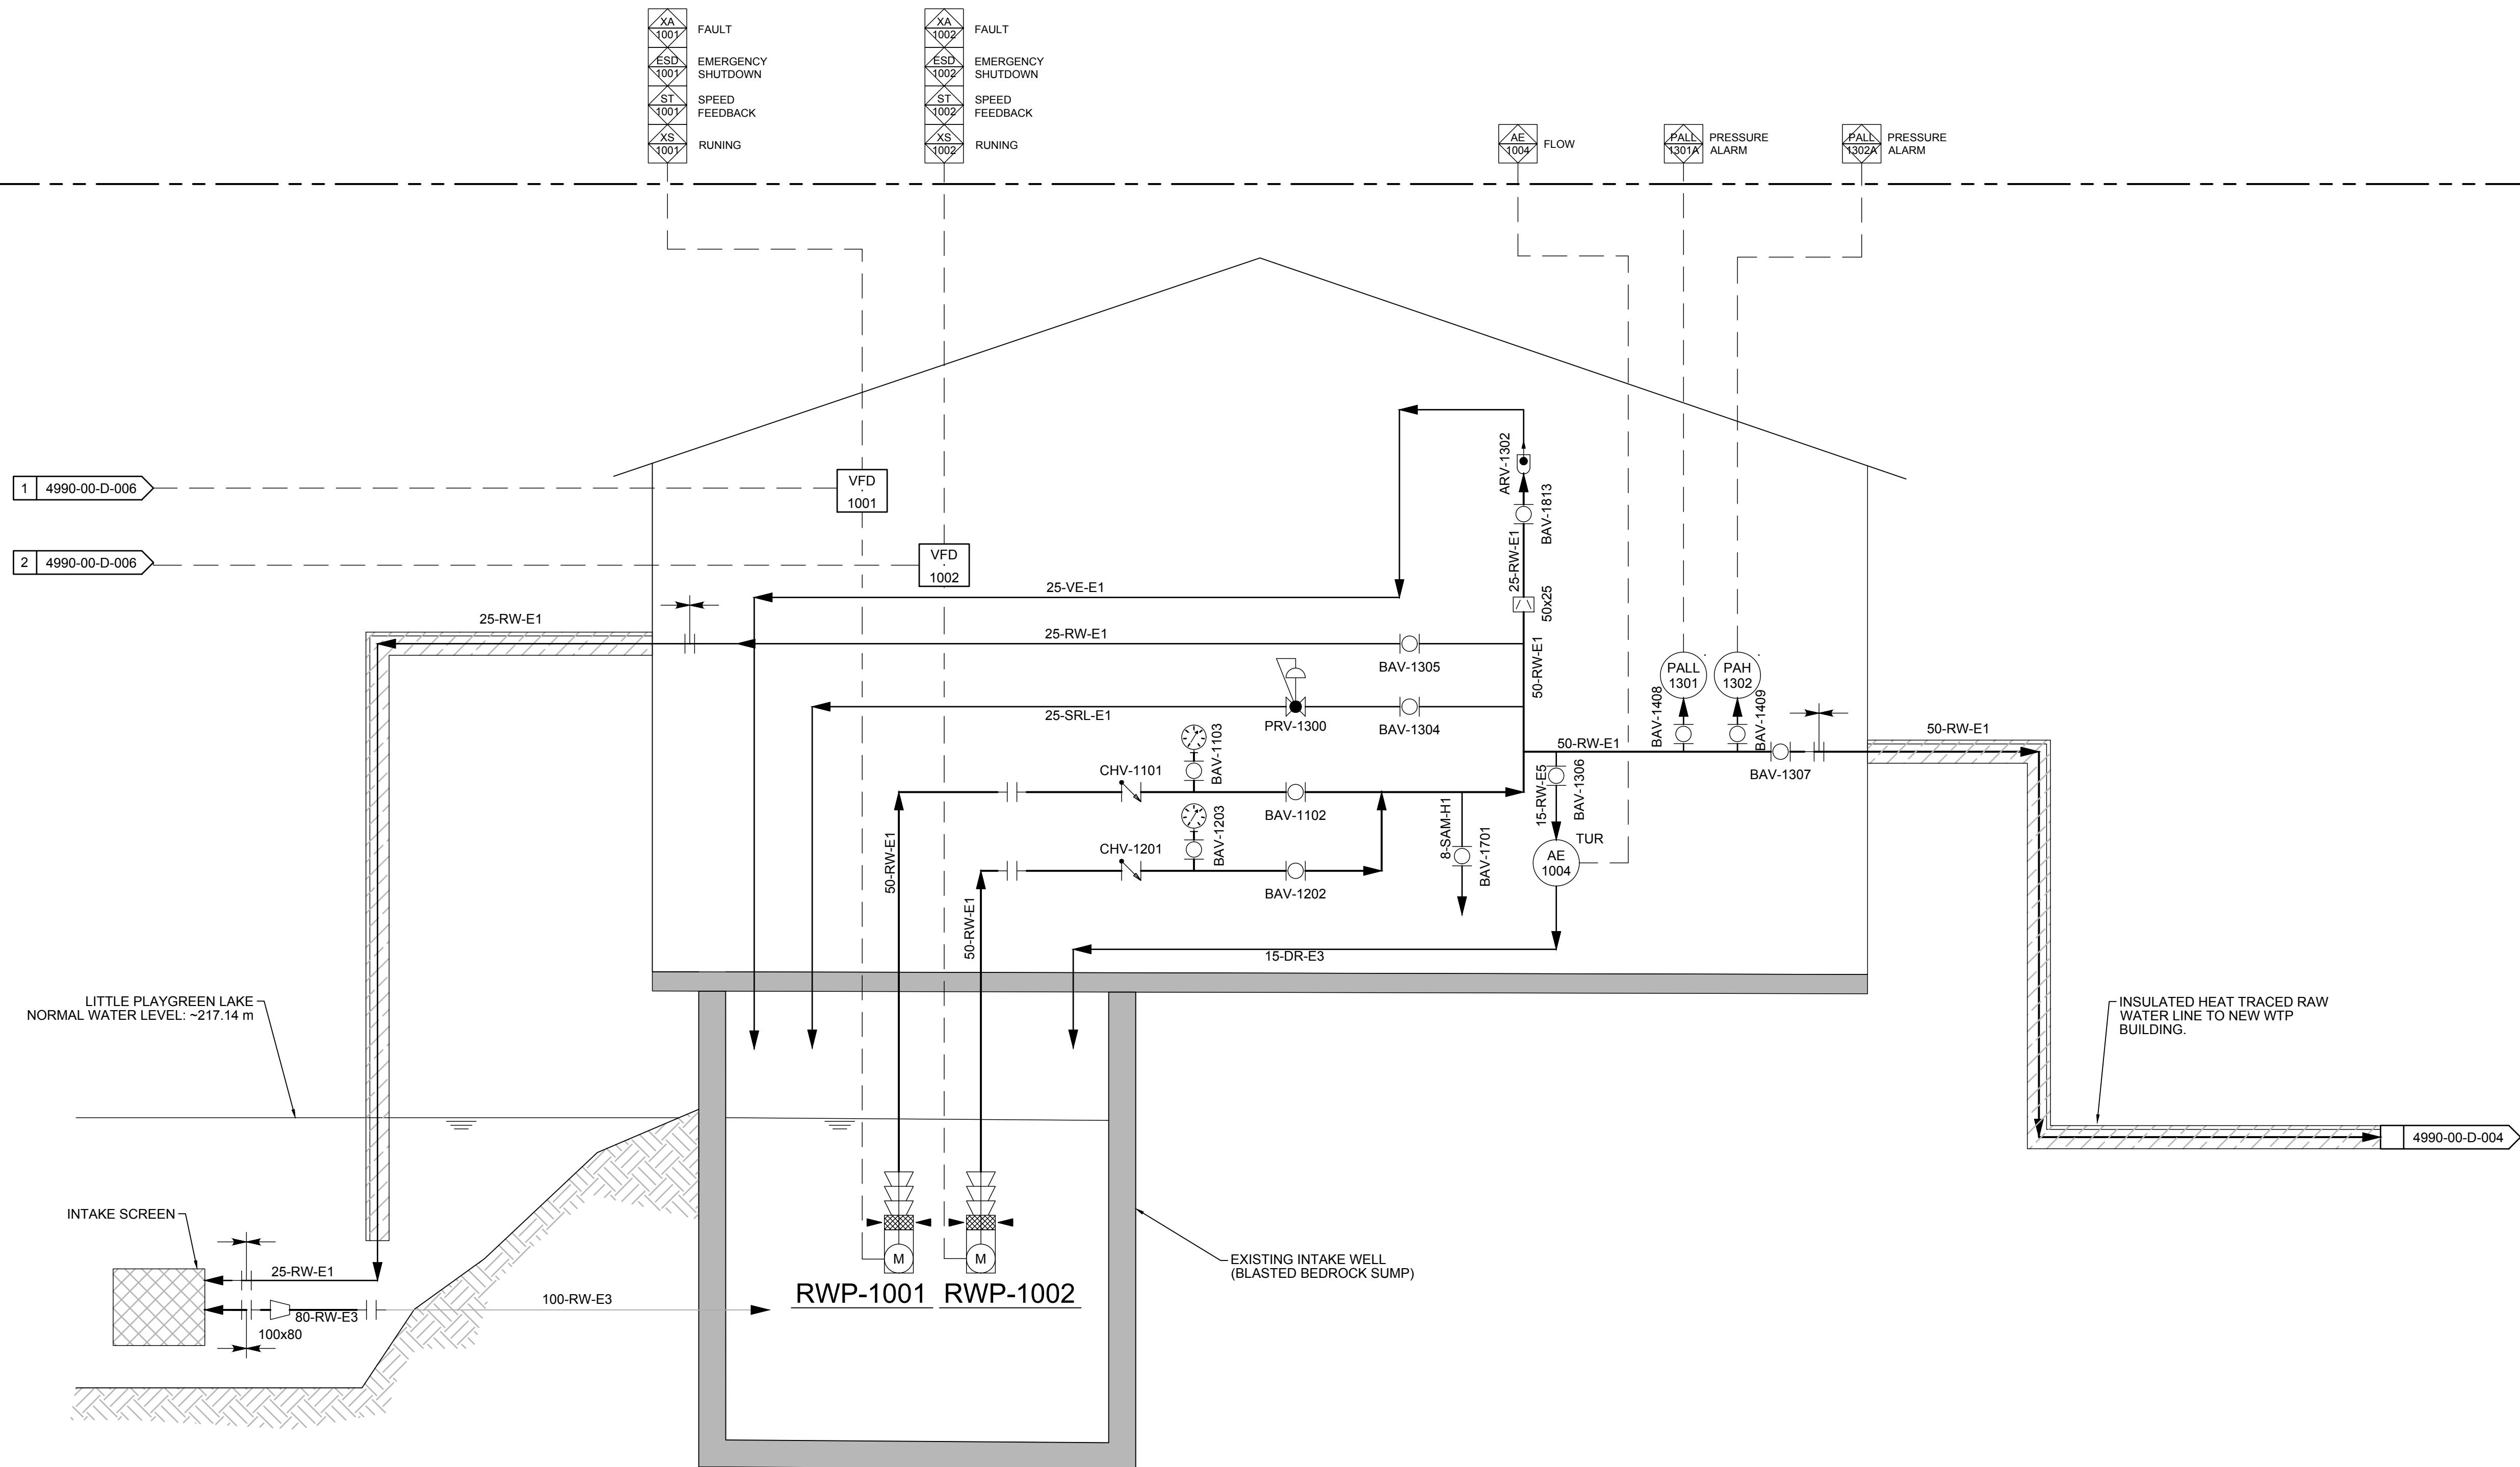 XA
1001
FAULT
ESD
1001
EMERGENCY
SHUTDOWN
ST
1001
SPEED
FEEDBACK
XS
1001
RUNING
XA
1002
FAULT
ESD
1002
EMERGENCY
SHUTDOWN
ST
1002
SPEED
FEEDBACK
XS
1002
RUNING
AE
1004
FLOW
PALL
1301A
PRESSURE
ALARM
PALL
1302A
PRESSURE
ALARM
1 4990-00-D-006
VFD
1001
2 4990-00-D-006
VFD
1002
ARV-1302
BAV-1813
25-RW-E1
50x25
25-VE-E1
25-RW-E1
25-RW-E1
BAV-1305
50-RW-E1
25-SRL-E1
PRV-1300
BAV-1304
PALL
1301
PAH
1302
BAV-1408
BAV-1409
50-RW-E1
BAV-1307
50-RW-E1
BAV-1103
CHV-1101
BAV-1102
BAV-1203
CHV-1201
BAV-1202
50-RW-E1
50-RW-E1
8-SAM-H1
BAV-1701
15-RW-E5
BAV-1306
TUR
AE
1004
15-DR-E3
LITTLE PLAYGREEN LAKE
NORMAL WATER LEVEL: ~217.14 m
INSULATED HEAT TRACED RAW
WATER LINE TO NEW WTP
BUILDING.
4990-00-D-004
INTAKE SCREEN
25-RW-E1
80-RW-E3
100x80
100-RW-E3
M
M
RWP-1001
RWP-1002
EXISTING INTAKE WELL
(BLASTED BEDROCK SUMP)